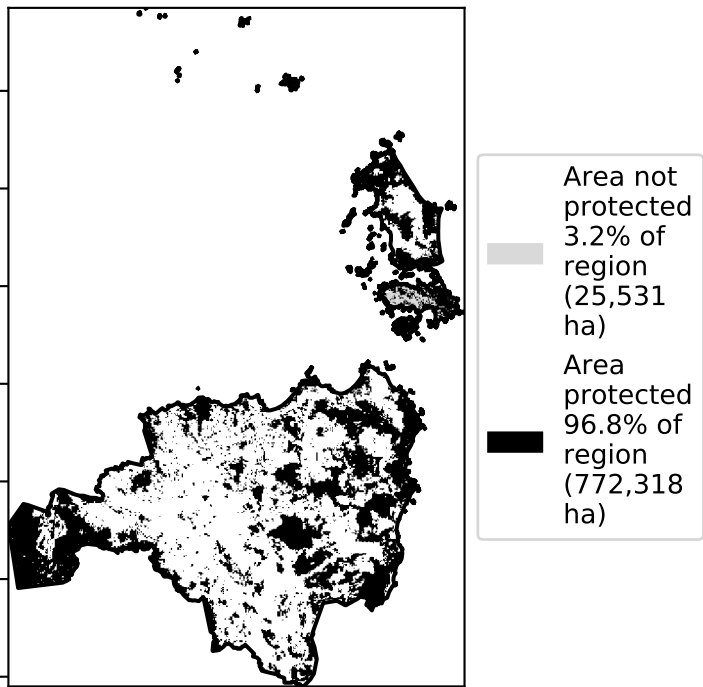 Area not
protected
3.2% of
region
(25,531
ha)
Area
protected
96.8% of
region
(772,318
ha)